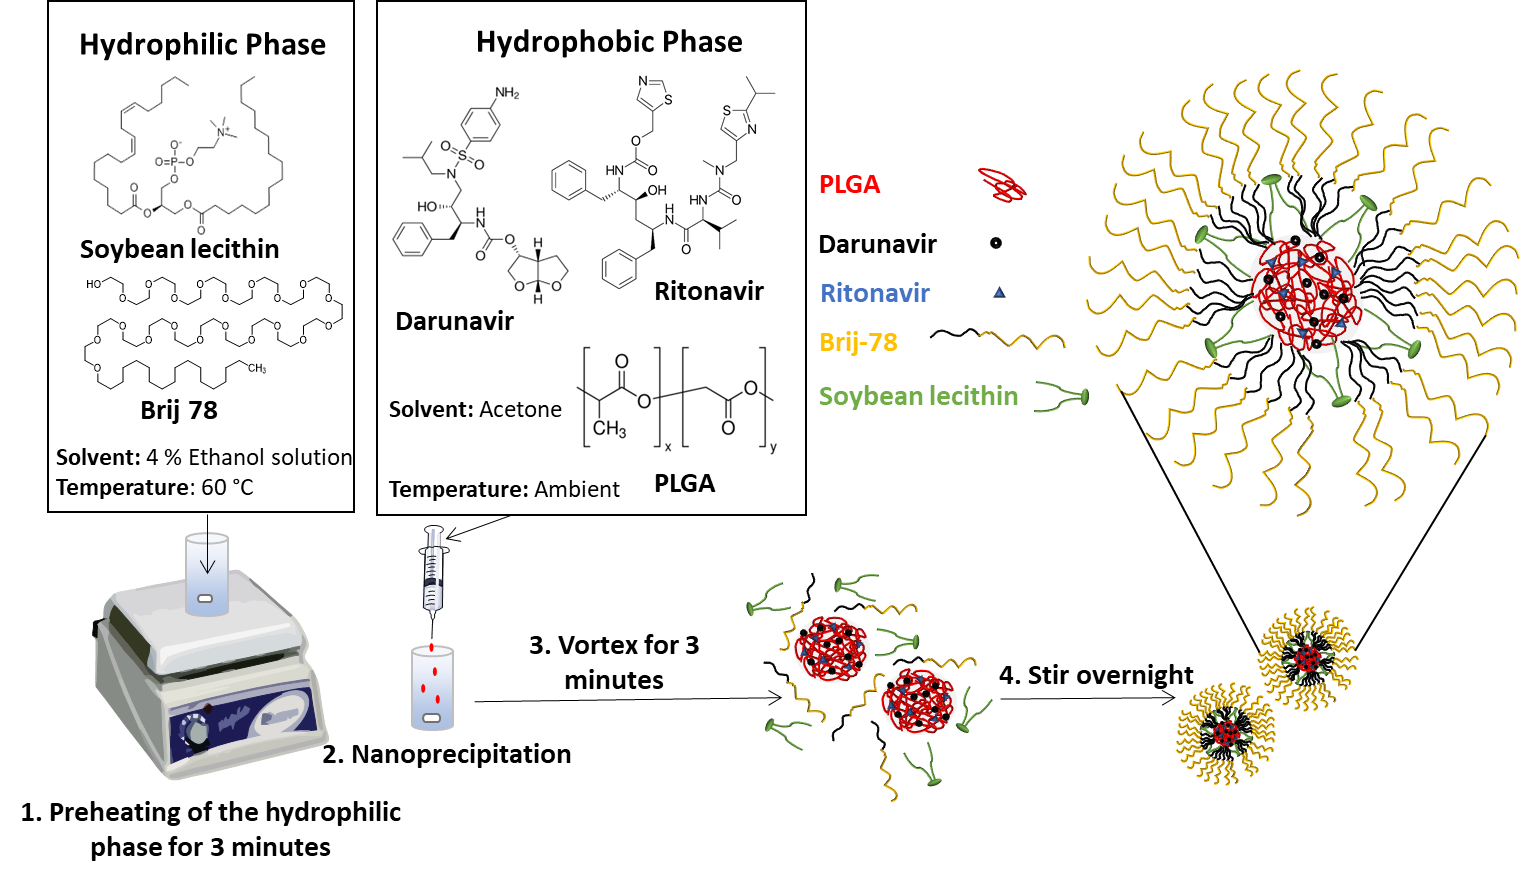 Hydrophilic Phase
Soybean lecithin
HO
CH₃
Brij 78
Solvent: 4 % Ethanol solution
Temperature: 60 °C
Hydrophobic Phase
NH₂
HO
Darunavir
Ritonavir
Solvent: Acetone
CH₃
x
y
Temperature: Ambient
PLGA
PLGA
Darunavir
Ritonavir
Brij-78
Soybean lecithin
1. Preheating of the hydrophilic
phase for 3 minutes
2. Nanoprecipitation
3. Vortex for 3
minutes
4. Stir overnight